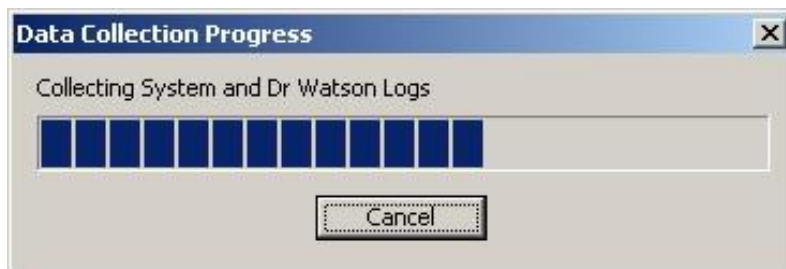 Data Collection Progress
Collecting System and Dr Watson Logs
Cancel